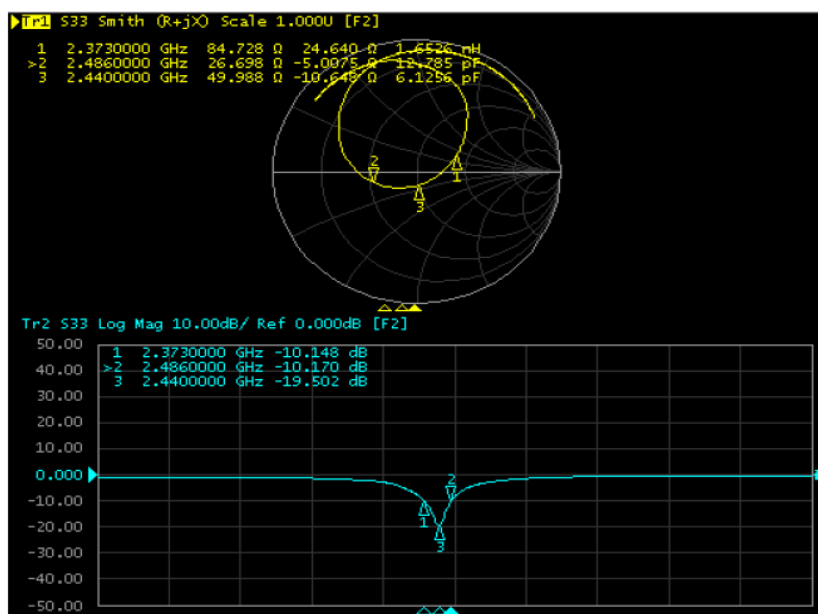 Tr1 S33 Smith (R+jX) Scale 1.000U [F2]
1 2.3730000 GHz 84.728 Ω 24.640 Ω 1.6526 nH
>2 2.4860000 GHz 26.698 Ω -5.0075 Ω 12.785 pF
3 2.4400000 GHz 49.988 Ω -10.648 Ω 6.1256 pF
2
1
3
Tr2 S33 Log Mag 10.00dB/ Ref 0.000dB [F2]
50.00
1 2.3730000 GHz -10.148 dB
40.00
>2 2.4860000 GHz -10.170 dB
3 2.4400000 GHz -19.502 dB
30.00
20.00
10.00
0.000
2
-10.00
1
-20.00
3
-30.00
-40.00
-50.00